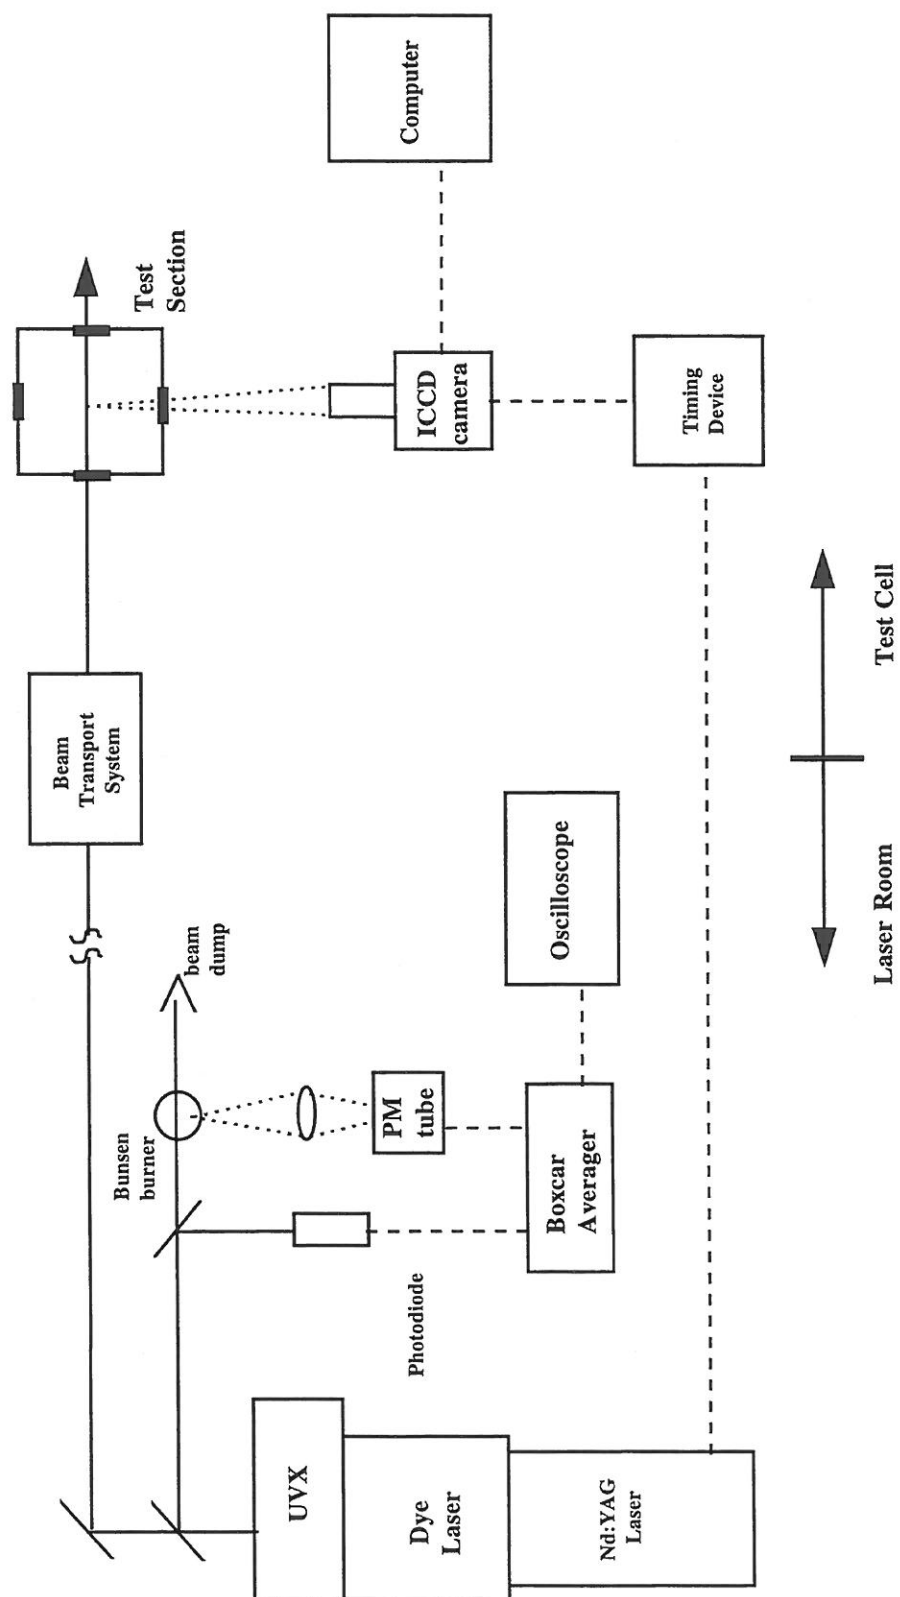 Computer
Test
Section
ICCD
camera
Timing
Device
Beam
Transport
System
Oscilloscope
beam
dump
Bunsen
burner
PM
tube
Boxcar
Averager
Photodiode
UVX
Dye
Laser
Nd:YAG
Laser
Laser Room
Test Cell